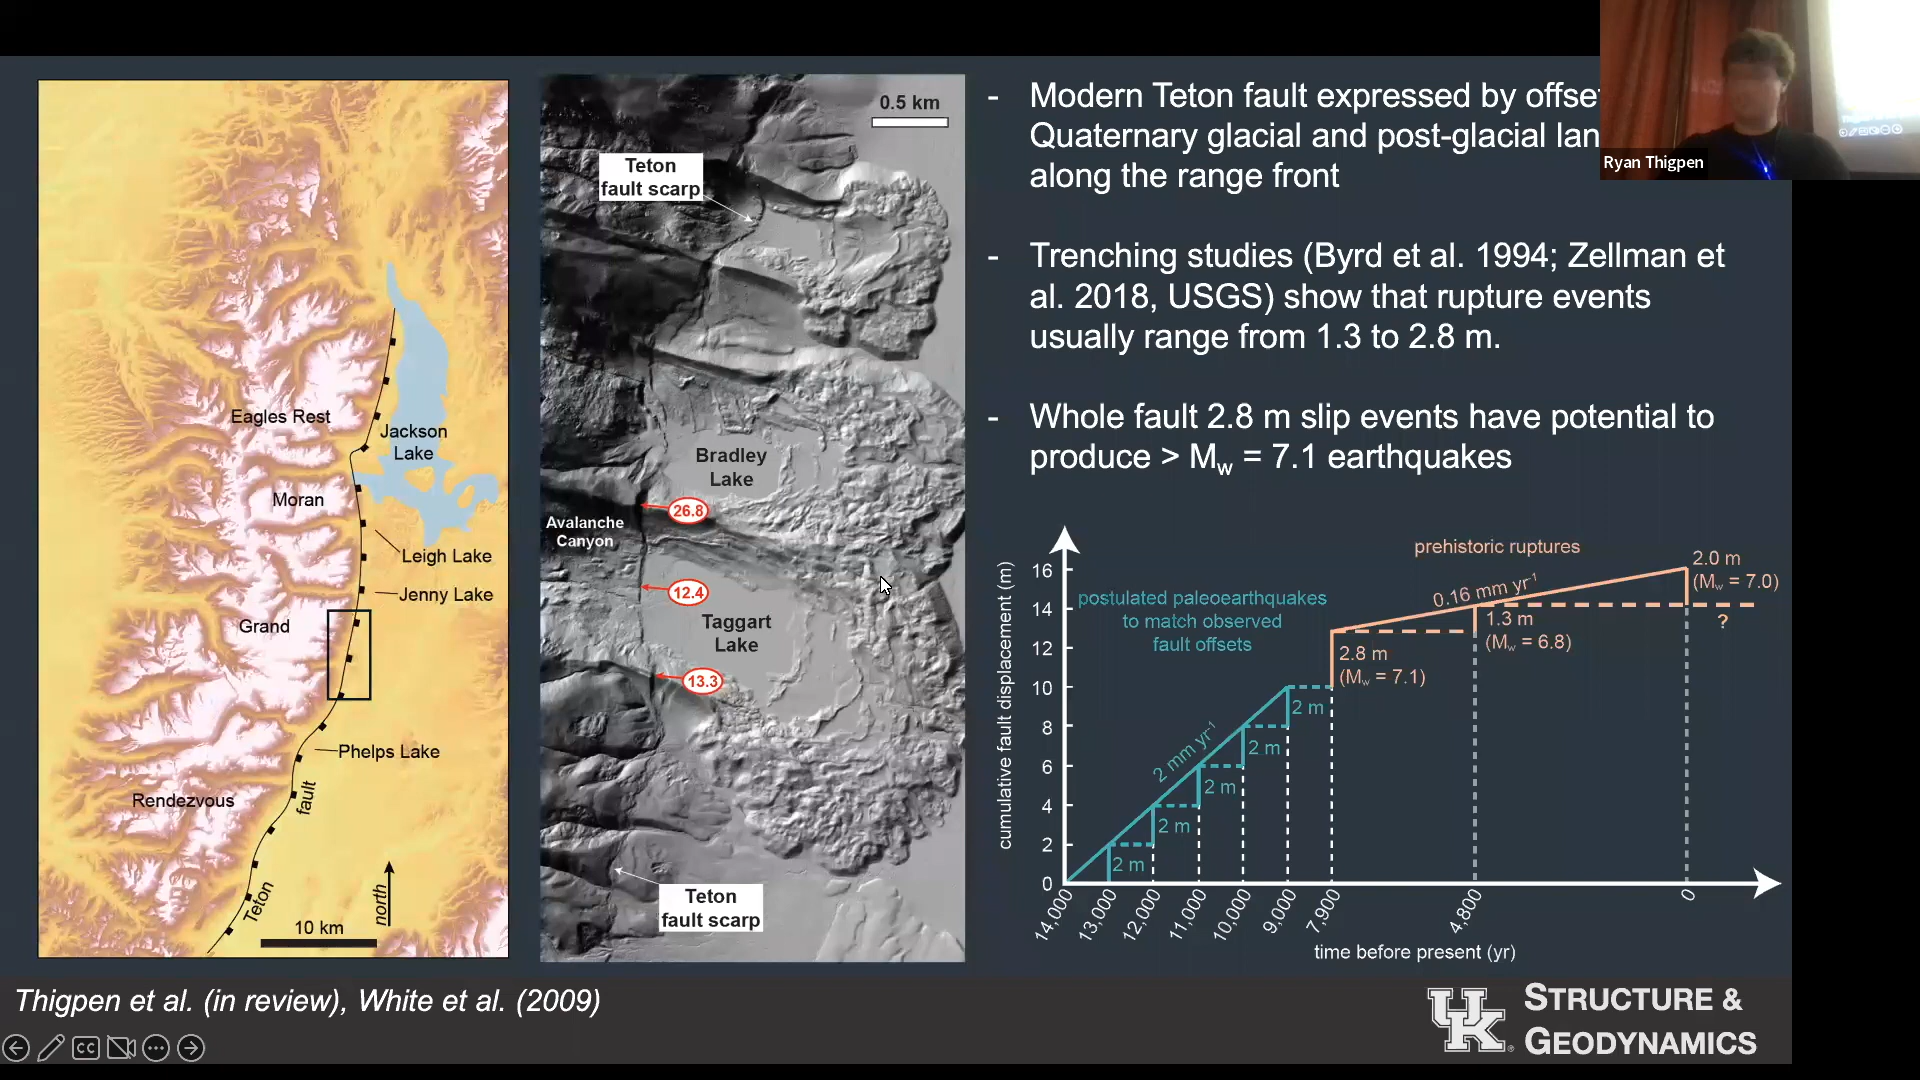 Eagles Rest
Jackson
Lake
Moran
Leigh Lake
Jenny Lake
Grand
Phelps Lake
Rendezvous
fault
Teton
north
10 km
0.5 km
Teton
fault scarp
Bradley
Lake
26.8
Avalanche
Canyon
12.4
Taggart
Lake
13.3
Teton
fault scarp
- Modern Teton fault expressed by offset
Quaternary glacial and post-glacial lan
along the range front
- Trenching studies (Byrd et al. 1994; Zellman et
al. 2018, USGS) show that rupture events
usually range from 1.3 to 2.8 m.
- Whole fault 2.8 m slip events have potential to
produce > Mw = 7.1 earthquakes
Ryan Thigpen
cumulative fault displacement (m)
16
14
12
10
8
6
4
2
0
postulated paleoearthquakes
to match observed
fault offsets
prehistoric ruptures
0.16 mm yr-1
2.0 m
(Mw = 7.0)
1.3 m
(Mw = 6.8)
?
2.8 m
(Mw = 7.1)
2 mm yr-1
2 m
2 m
2 m
2 m
2 m
14,000
13,000
12,000
11,000
10,000
9,000
7,900
4,800
0
time before present (yr)
Thigpen et al. (in review), White et al. (2009)
CC
UK
STRUCTURE &
GEODYNAMICS